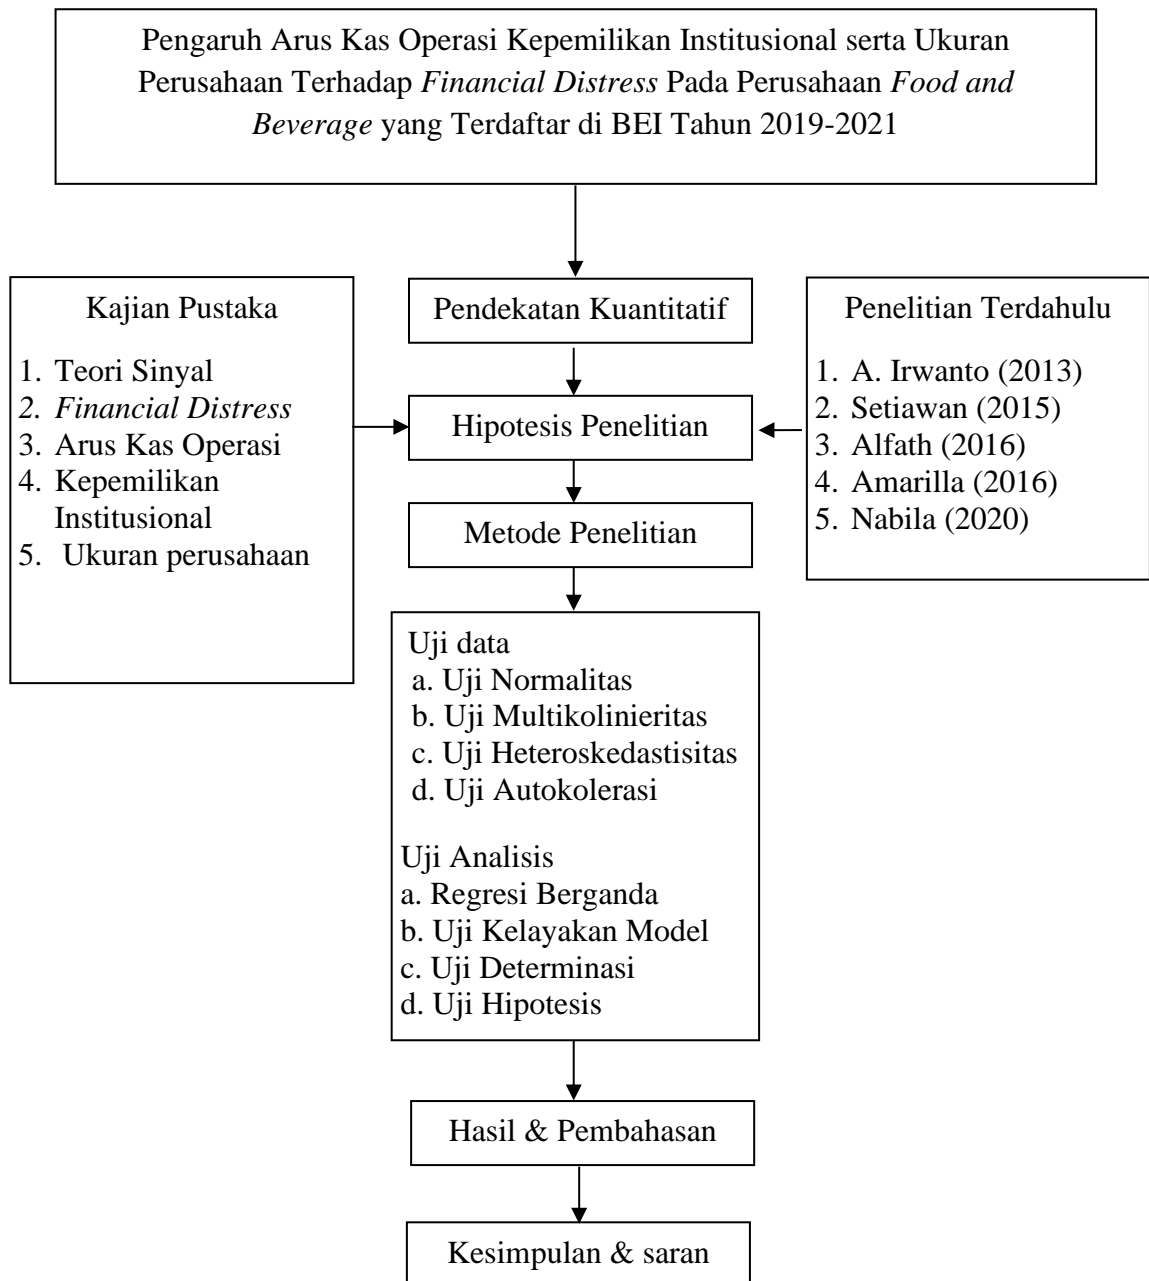 Pengaruh Arus Kas Operasi Kepemilikan Institusional serta Ukuran
Perusahaan Terhadap Financial Distress Pada Perusahaan Food and
Beverage yang Terdaftar di BEI Tahun 2019-2021
Kajian Pustaka
1. Teori Sinyal
2. Financial Distress
3. Arus Kas Operasi
4. Kepemilikan
Institusional
5. Ukuran perusahaan
Pendekatan Kuantitatif
Hipotesis Penelitian
Metode Penelitian
Penelitian Terdahulu
1. A. Irwanto (2013)
2. Setiawan (2015)
3. Alfath (2016)
4. Amarilla (2016)
5. Nabila (2020)
Uji data
a. Uji Normalitas
b. Uji Multikolinieritas
c. Uji Heteroskedastisitas
d. Uji Autokolerasi
Uji Analisis
a. Regresi Berganda
b. Uji Kelayakan Model
c. Uji Determinasi
d. Uji Hipotesis
Hasil & Pembahasan
Kesimpulan & saran